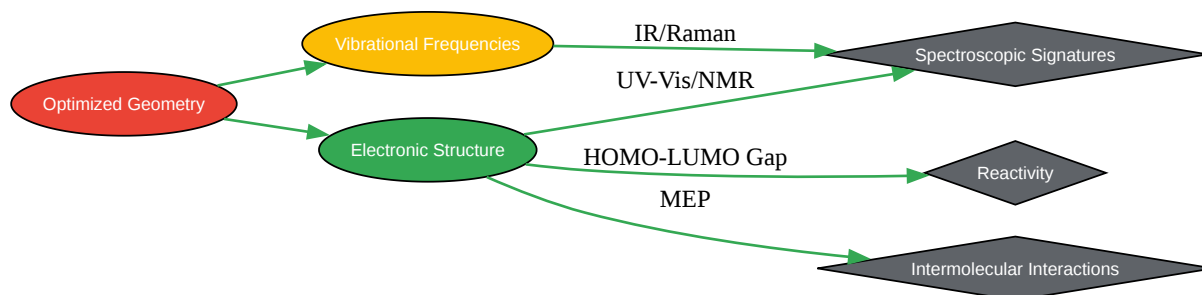 Vibrational Frequencies
IR/Raman
Spectroscopic Signatures
UV-Vis/NMR
Optimized Geometry
Electronic Structure
HOMO-LUMO Gap
Reactivity
MEP
Intermolecular Interactions